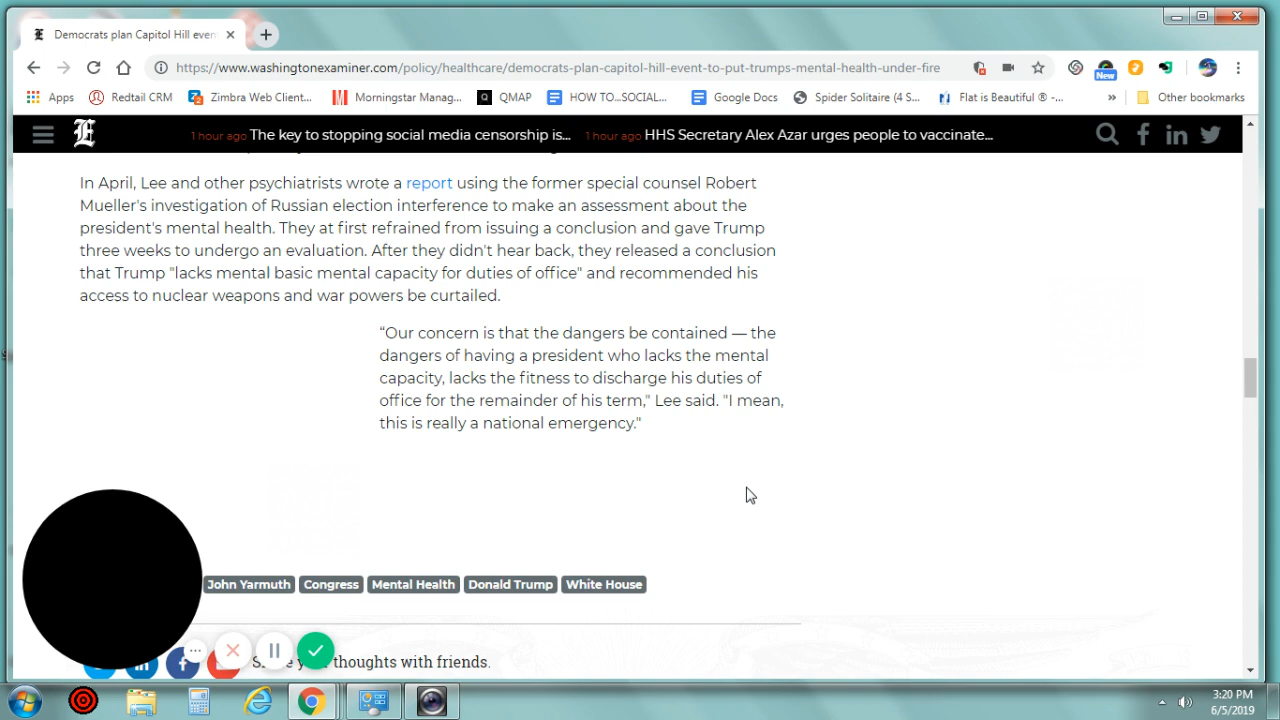 Democrats plan Capitol Hill even
https://www.washingtonexaminer.com/policy/healthcare/democrats-plan-capitol-hill-event-to-put-trumps-mental-health-under-fire
New
Apps Redtail CRM Zimbra Web Client... Morningstar Manag... QMAP HOW TO...SOCIAL... Google Docs Spider Solitaire (4 S... Flat is Beautiful ® -... » Other bookmarks
E 1 hour ago The key to stopping social media censorship is... 1 hour ago HHS Secretary Alex Azar urges people to vaccinate...
In April, Lee and other psychiatrists wrote a report using the former special counsel Robert
Mueller's investigation of Russian election interference to make an assessment about the
president's mental health. They at first refrained from issuing a conclusion and gave Trump
three weeks to undergo an evaluation. After they didn't hear back, they released a conclusion
that Trump "lacks mental basic mental capacity for duties of office" and recommended his
access to nuclear weapons and war powers be curtailed.
“Our concern is that the dangers be contained — the
dangers of having a president who lacks the mental
capacity, lacks the fitness to discharge his duties of
office for the remainder of his term," Lee said. "I mean,
this is really a national emergency."
John Yarmuth Congress Mental Health Donald Trump White House
thoughts with friends.
3:20 PM
6/5/2019